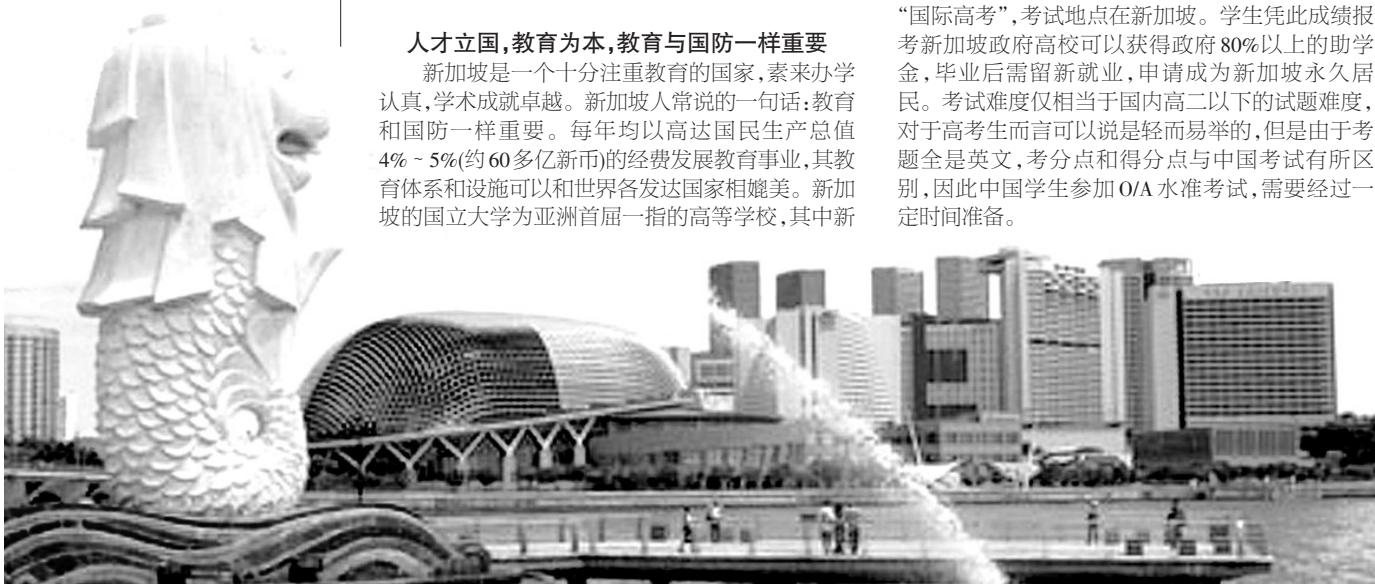 人才立国,教育为本,教育与国防一样重要
新加坡是一个十分注重教育的国家,素来办学
认真,学术成就卓越。新加坡人常说的一句话:教育
和国防一样重要。每年均以高达国民生产总值
4% ~ 5%(约60多亿新币)的经费发展教育事业,其教
育体系和设施可以和世界各发达国家相媲美。新加
坡的国立大学为亚洲首屈一指的高等学校,其中新
“国际高考”,考试地点在新加坡。学生凭此成绩报
考新加坡政府高校可以获得政府80%以上的助学
金,毕业后需留新就业,申请成为新加坡永久居
民。考试难度仅相当于国内高二以下的试题难度,
对于高考生而言可以说是轻而易举的,但是由于考
题全是英文,考分点和得分点与中国考试有所区
别,因此中国学生参加O/A水准考试,需要经过一
定时间准备。